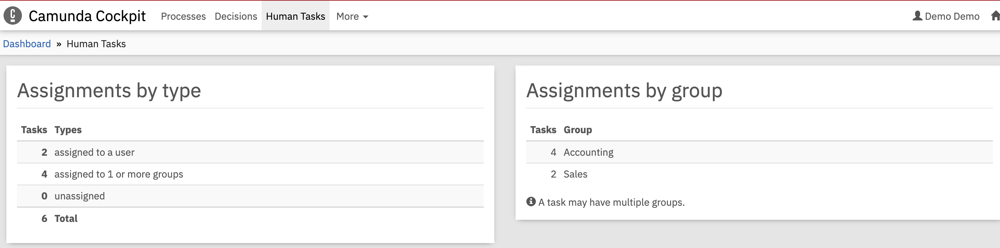 Camunda Cockpit Processes Decisions Human Tasks More Demo Demo
Dashboard » Human Tasks
Assignments by type
Tasks Types
2 assigned to a user
4 assigned to 1 or more groups
0 unassigned
6 Total
Assignments by group
Tasks Group
4 Accounting
2 Sales
A task may have multiple groups.